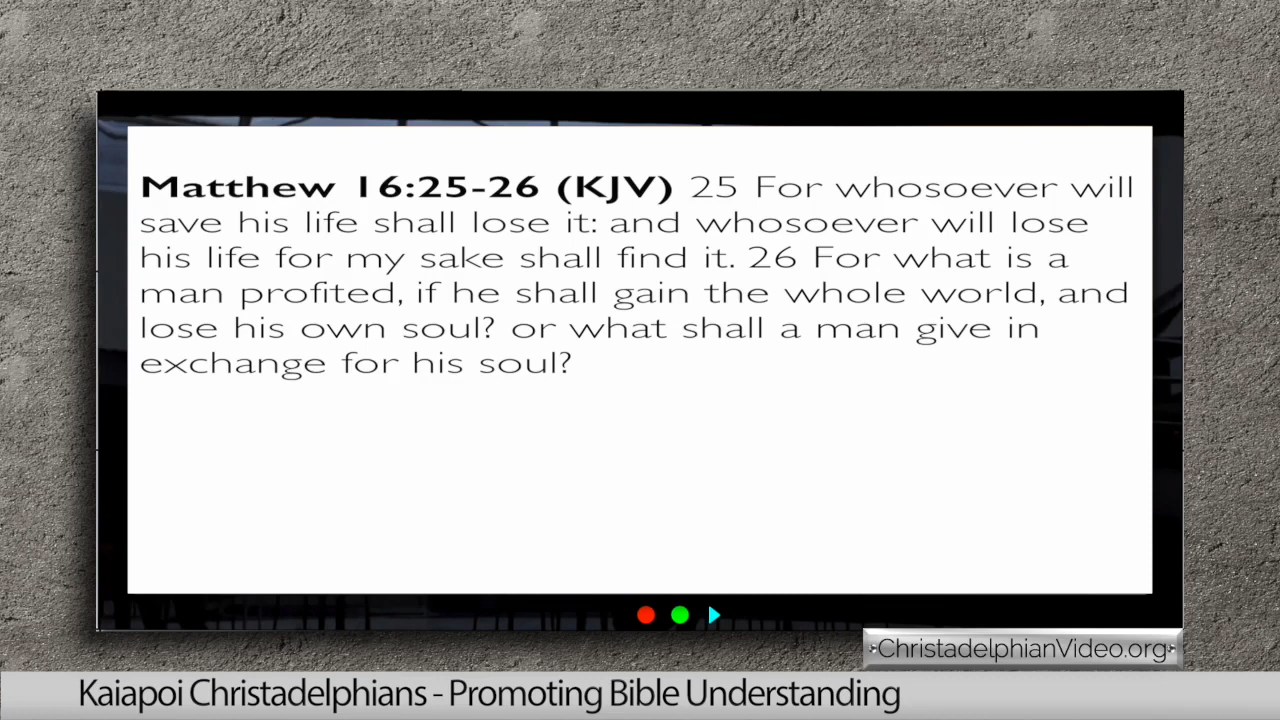 Matthew 16:25-26 (KJV) 25 For whosoever will
save his life shall lose it: and whosoever will lose
his life for my sake shall find it. 26 For what is a
man profited, if he shall gain the whole world, and
lose his own soul? or what shall a man give in
exchange for his soul?
ChristadelphianVideo.org
Kaiapoi Christadelphians - Promoting Bible Understanding